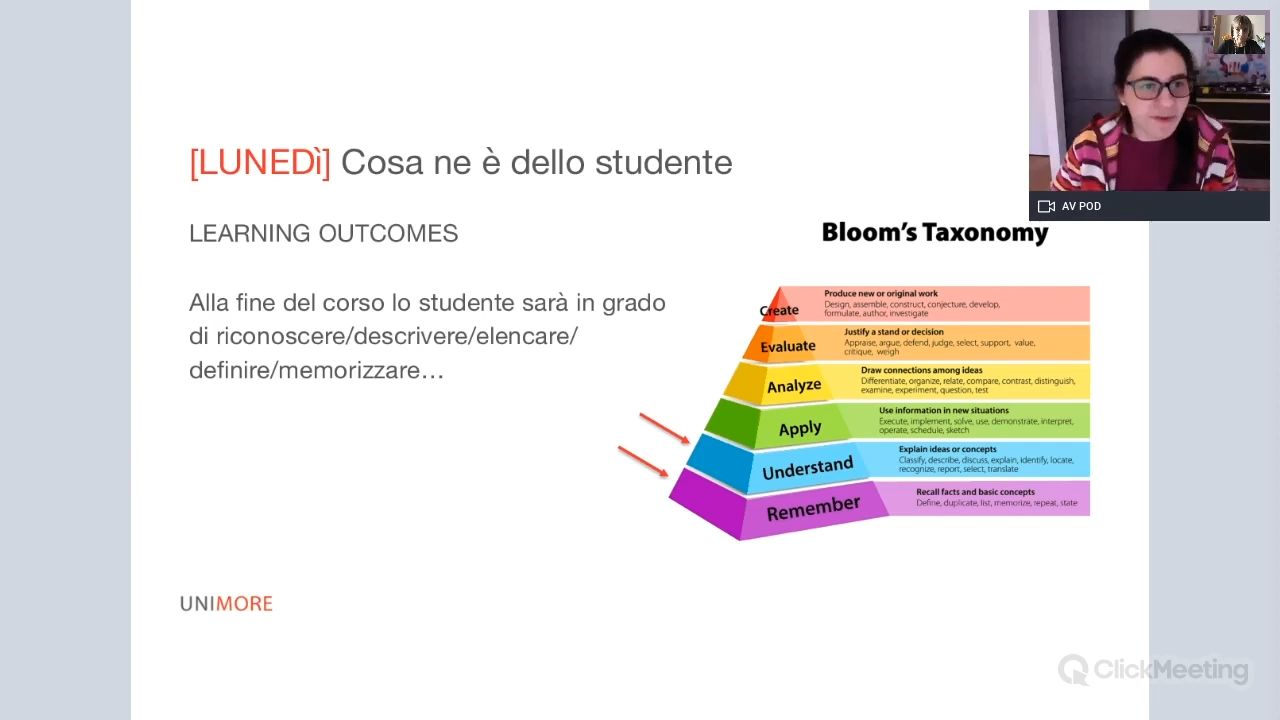 [LUNEDì] Cosa ne è dello studente
LEARNING OUTCOMES
Alla fine del corso lo studente sarà in grado
di riconoscere/descrivere/elencare/
definire/memorizzare…
AV POD
Bloom's Taxonomy
Create
Produce new or original work
Design, assemble, construct, conjecture, develop,
formulate, author, investigate
Evaluate
Justify a stand or decision
Appraise, argue, defend, judge, select, support, value,
critique, weigh
Analyze
Draw connections among ideas
Differentiate, organize, relate, compare, contrast, distinguish,
examine, experiment, question, test
Apply
Use information in new situations
Execute, implement, solve, use, demonstrate, interpret,
operate, schedule, sketch
Understand
Explain ideas or concepts
Classify, describe, discuss, explain, identify, locate,
recognize, report, select, translate
Remember
Recall facts and basic concepts
Define, duplicate, list, memorize, repeat, state
UNIMORE
ClickMeeting